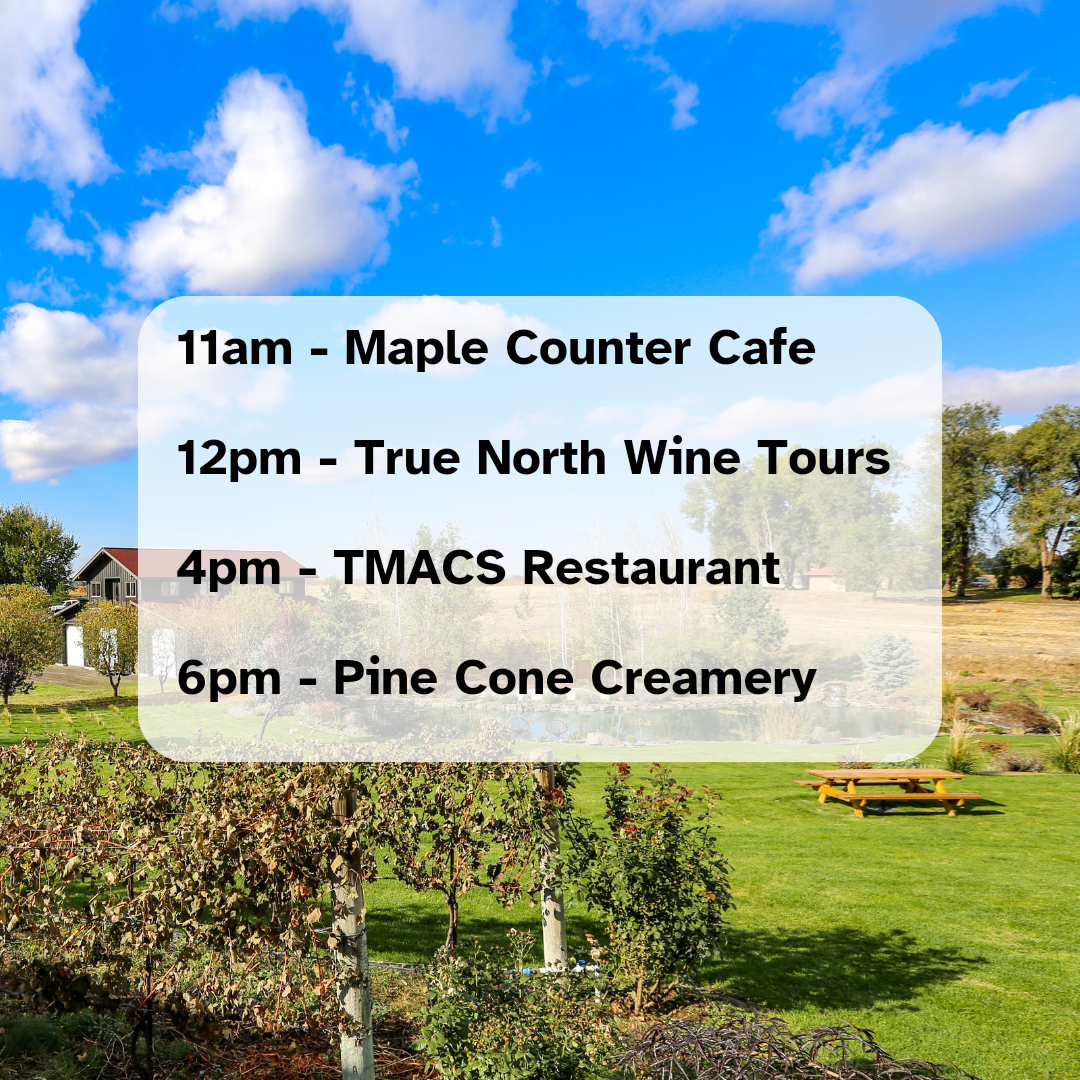 11am - Maple Counter Cafe
12pm - True North Wine Tours
4pm - TMACS Restaurant
6pm - Pine Cone Creamery